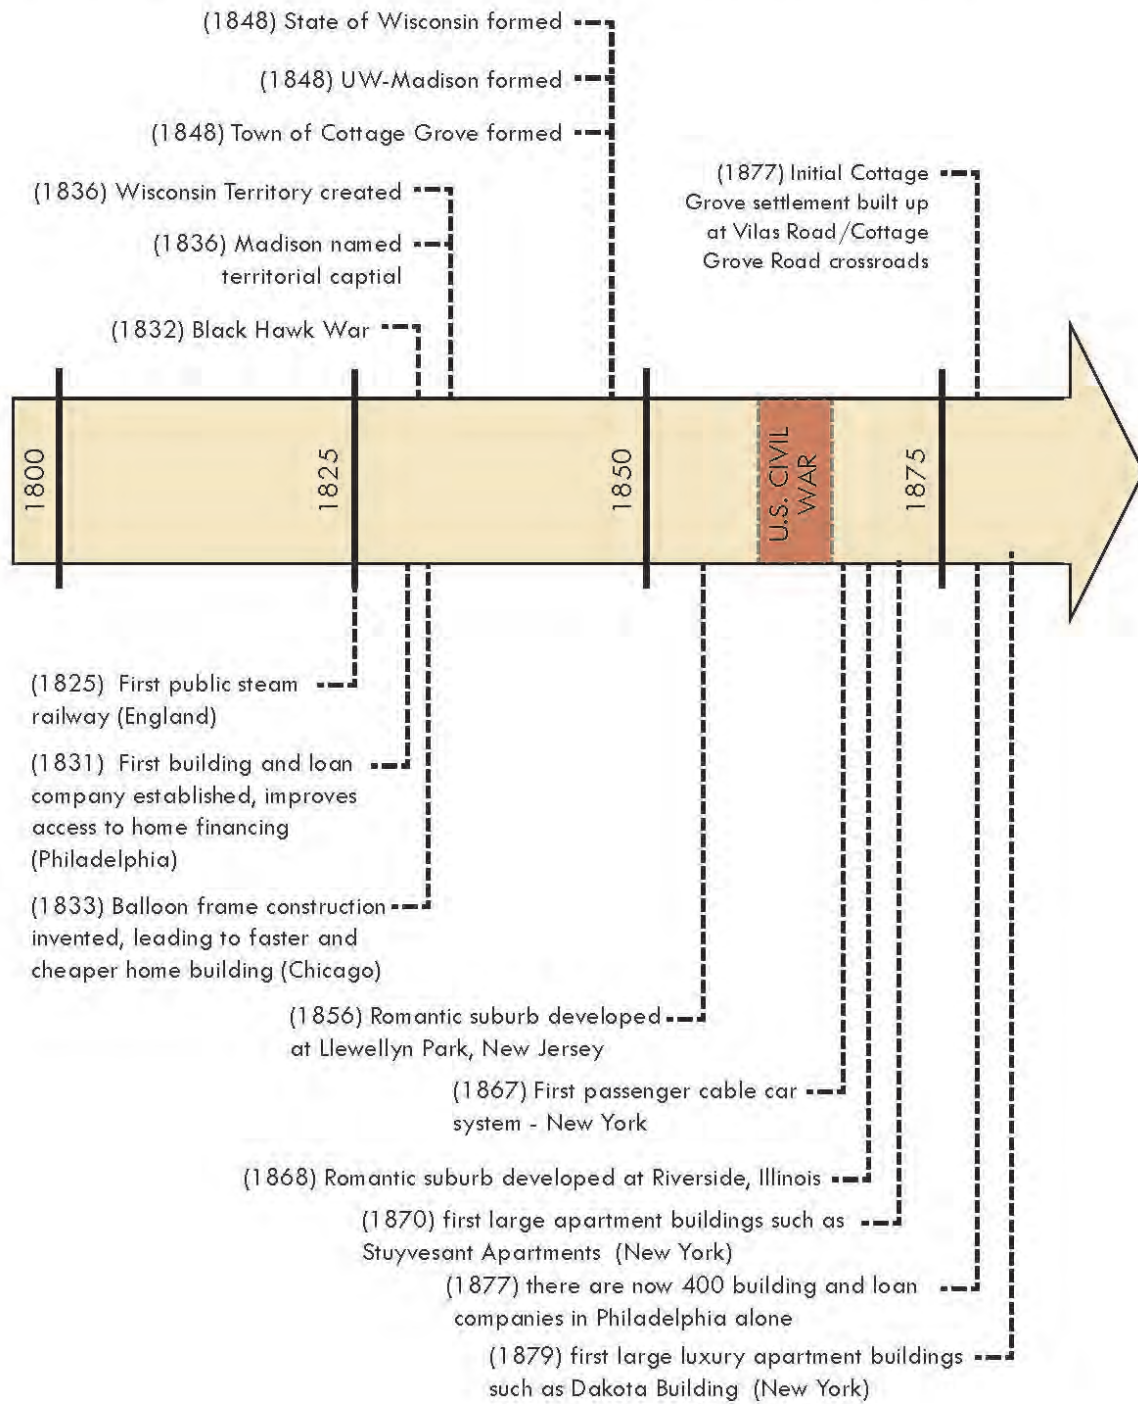 (1848) State of Wisconsin formed
(1848) UW-Madison formed
(1848) Town of Cottage Grove formed
(1836) Wisconsin Territory created
(1836) Madison named
territorial captial
(1832) Black Hawk War
(1877) Initial Cottage
Grove settlement built up
at Vilas Road/Cottage
Grove Road crossroads
1800
1825
1850
U.S. CIVIL
WAR
1875
(1825) First public steam
railway (England)
(1831) First building and loan
company established, improves
access to home financing
(Philadelphia)
(1833) Balloon frame construction
invented, leading to faster and
cheaper home building (Chicago)
(1856) Romantic suburb developed
at Llewellyn Park, New Jersey
(1867) First passenger cable car
system - New York
(1868) Romantic suburb developed at Riverside, Illinois
(1870) first large apartment buildings such as
Stuyvesant Apartments (New York)
(1877) there are now 400 building and loan
companies in Philadelphia alone
(1879) first large luxury apartment buildings
such as Dakota Building (New York)